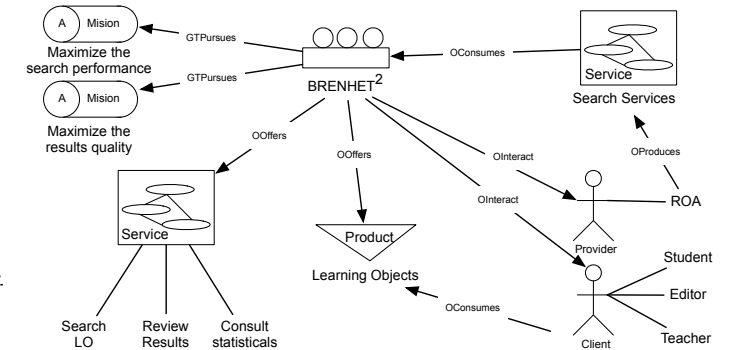 A Mision
Maximize the
search performance
GTPursues
GTPursues
A Mision
Maximize the
results quality
BRENHET2
OConsumes
Service
Search Services
OOffers
OOffers
OInteract
OInteract
OProduces
ROA
Provider
Service
Product
Learning Objects
OConsumes
Student
Editor
Teacher
Client
Search
LO
Review
Results
Consult
statisticals